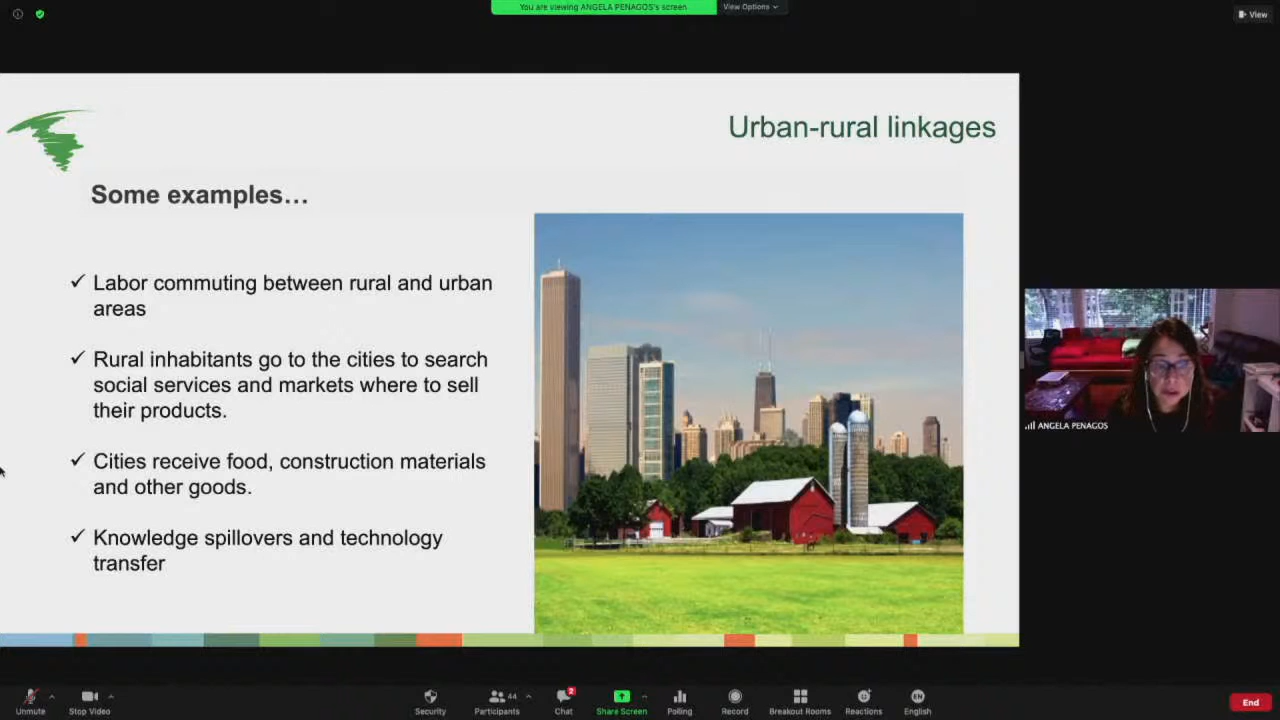 You are viewing ANGELA PENAGOS's screen
View Options
View
Urban-rural linkages
Some examples…
Labor commuting between rural and urban
areas
Rural inhabitants go to the cities to search
social services and markets where to sell
their products.
Cities receive food, construction materials
and other goods.
Knowledge spillovers and technology
transfer
ANGELA PENAGOS
Unmute
Stop Video
Security
44
Participants
2
Chat
Share Screen
Polling
Record
Breakout Rooms
Reactions
EN
English
End